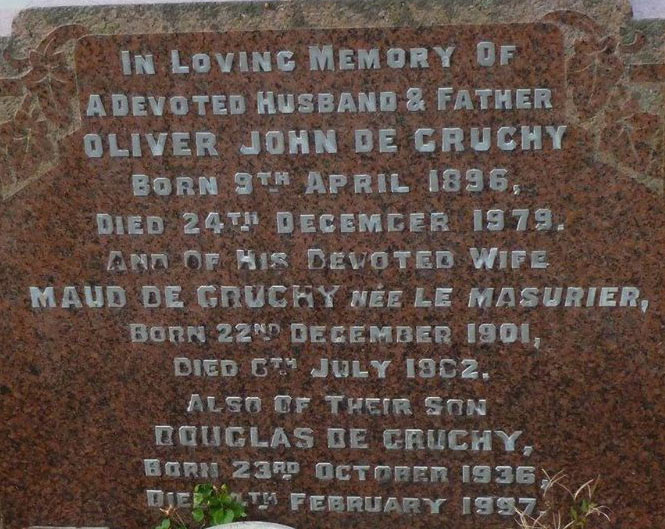 In Loving Memory Of
A Devoted Husband & Father
Oliver John De Gruchy
Born 9th April 1896,
Died 24th December 1979.
And Of His Devoted Wife
Maud De Gruchy née Le Masurier,
Born 22nd December 1901,
Died July
Also Of Their Son
Douglas De Gruchy,
Born 23rd October 1936,
February 1997.